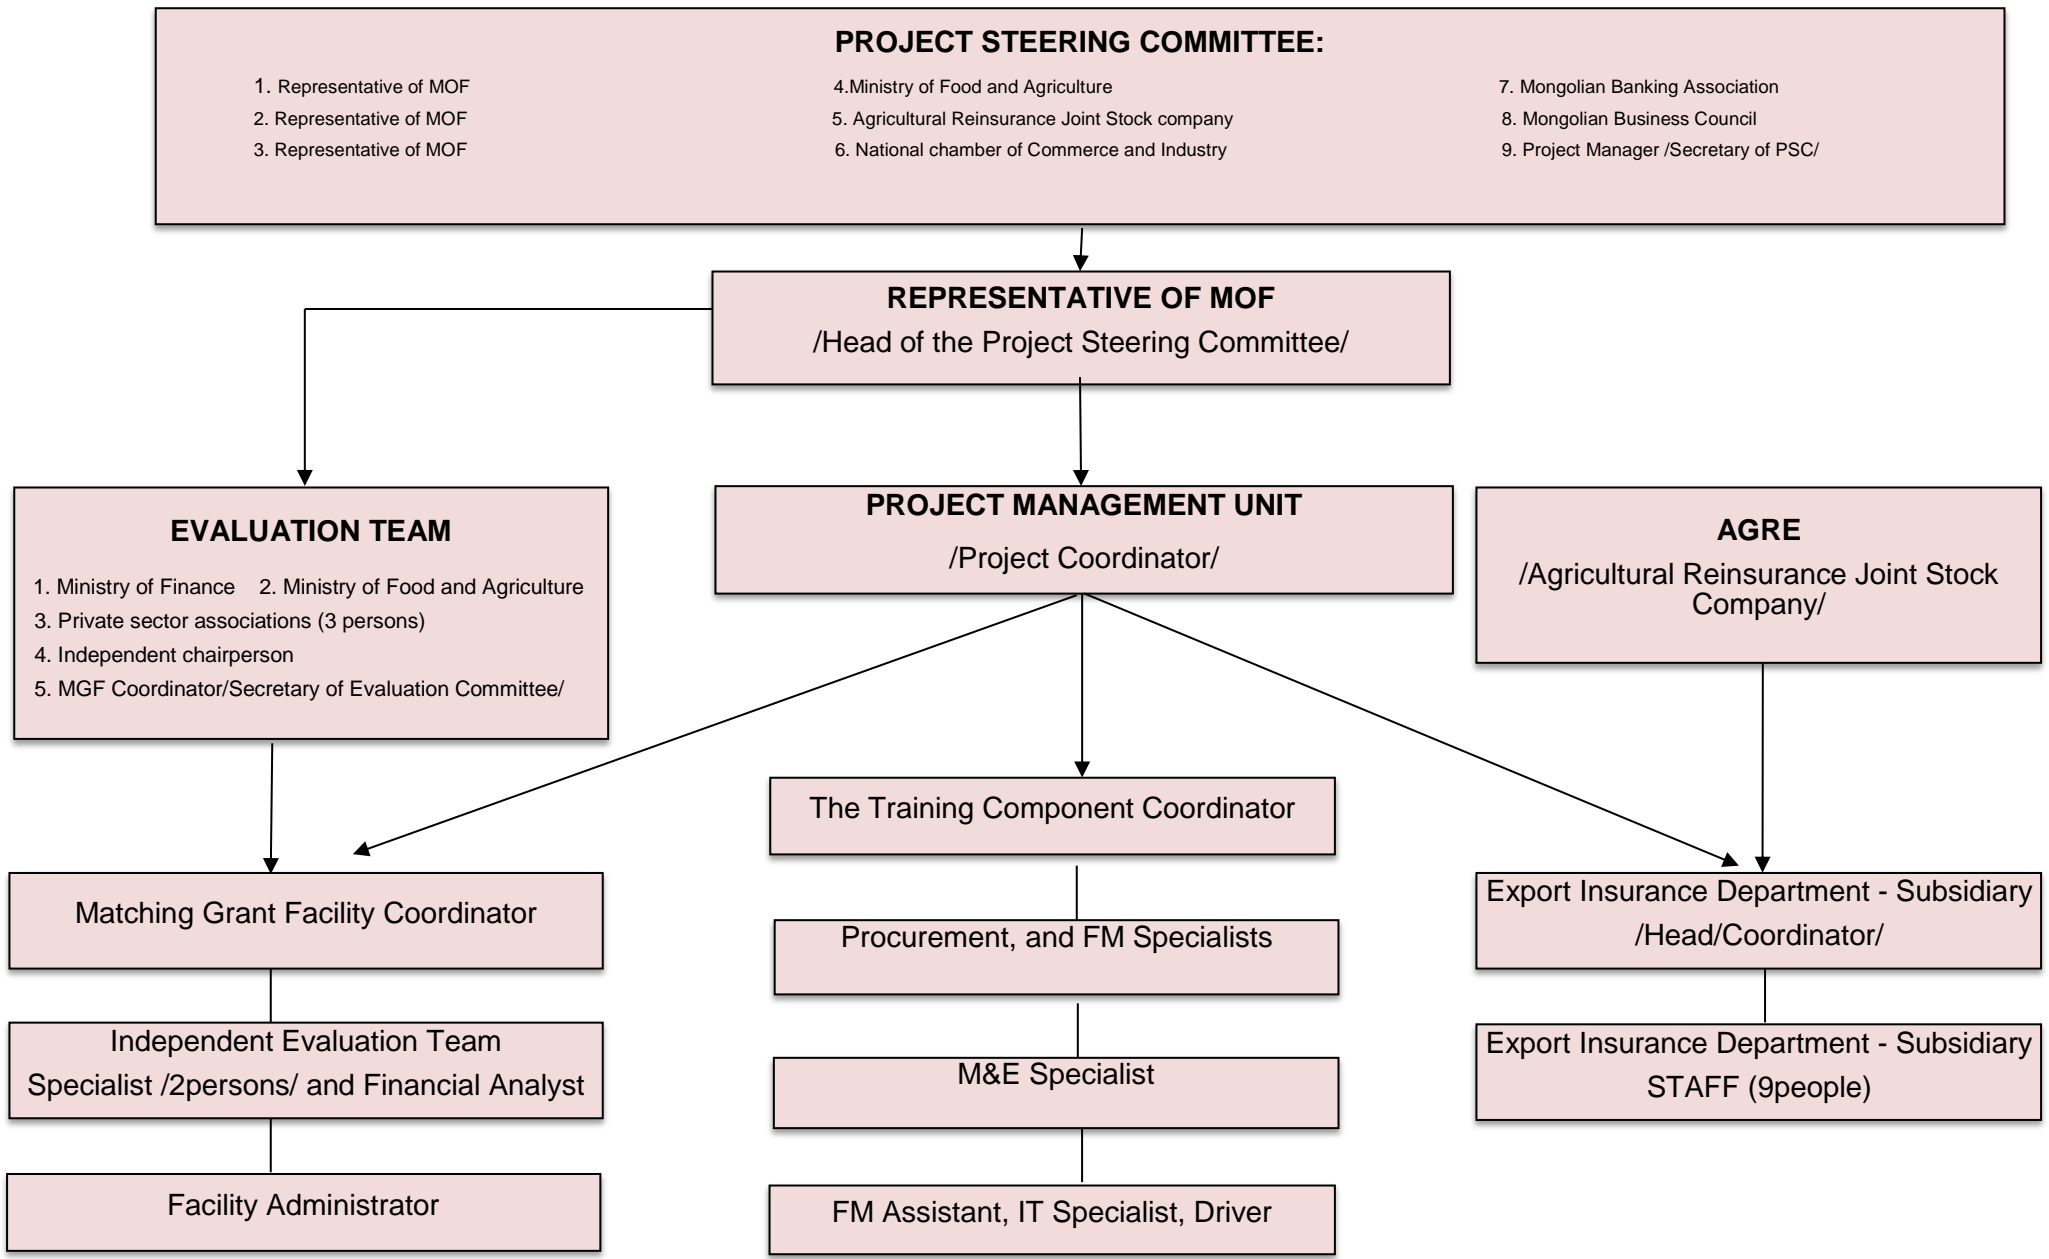 PROJECT STEERING COMMITTEE:
1. Representative of MOF
2. Representative of MOF
3. Representative of MOF
4.Ministry of Food and Agriculture
5. Agricultural Reinsurance Joint Stock company
6. National chamber of Commerce and Industry
7. Mongolian Banking Association
8. Mongolian Business Council
9. Project Manager /Secretary of PSC/
REPRESENTATIVE OF MOF
/Head of the Project Steering Committee/
EVALUATION TEAM
1. Ministry of Finance 2. Ministry of Food and Agriculture
3. Private sector associations (3 persons)
4. Independent chairperson
5. MGF Coordinator/Secretary of Evaluation Committee/
PROJECT MANAGEMENT UNIT
/Project Coordinator/
AGRE
/Agricultural Reinsurance Joint Stock
Company/
Matching Grant Facility Coordinator
Independent Evaluation Team
Specialist /2persons/ and Financial Analyst
Facility Administrator
The Training Component Coordinator
Procurement, and FM Specialists
M&E Specialist
FM Assistant, IT Specialist, Driver
Export Insurance Department - Subsidiary
/Head/Coordinator/
Export Insurance Department - Subsidiary
STAFF (9people)